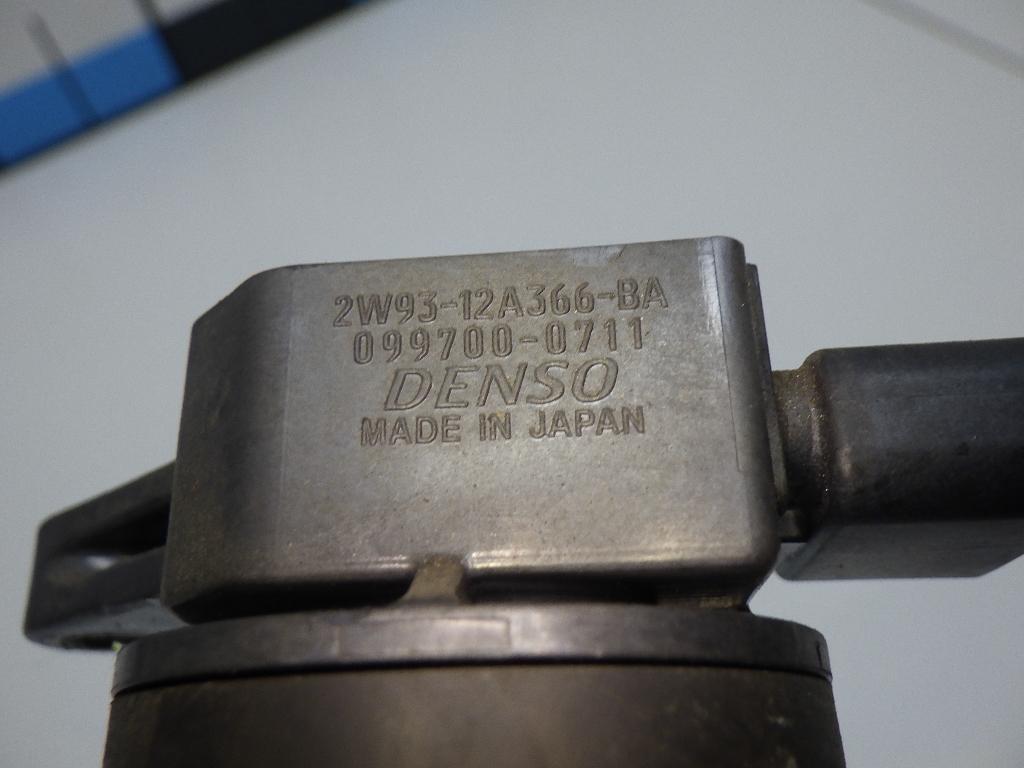 2W93-12A366-BA
099700-0711
DENSO
MADE IN JAPAN